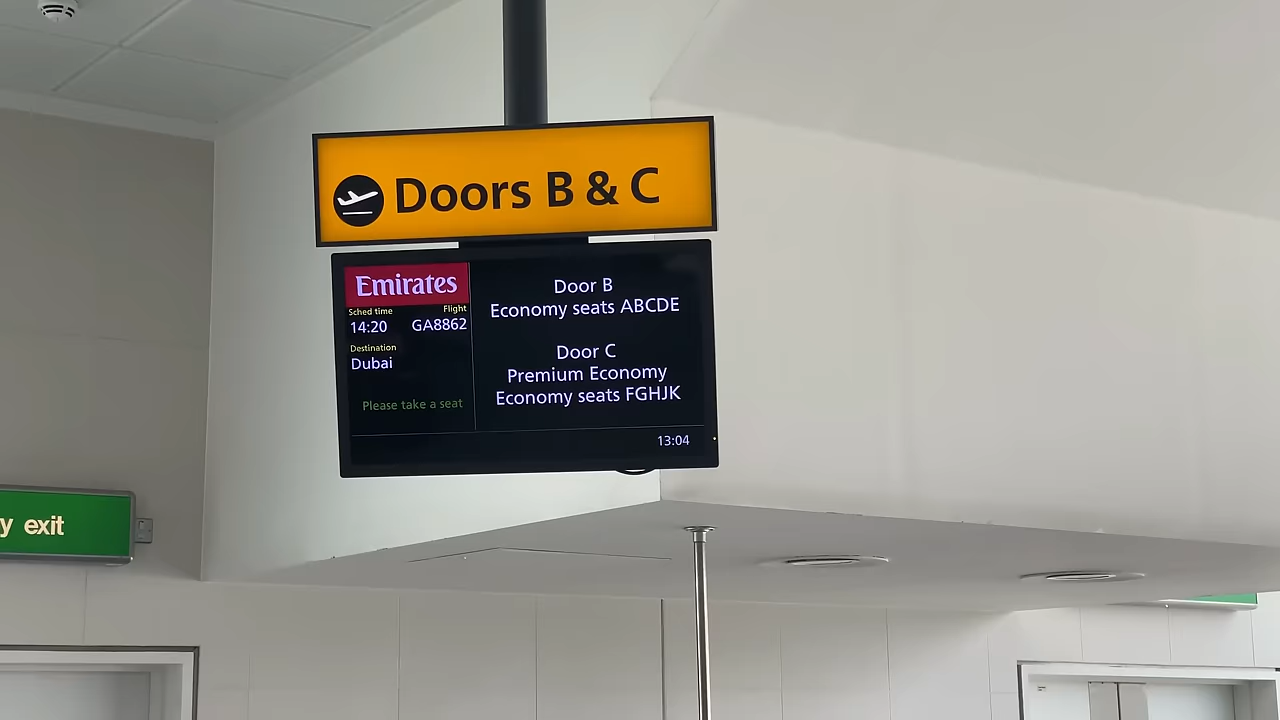 Doors B & C
Emirates
Sched time Flight
14:20 GA8862
Destination
Dubai
Please take a seat
Door B
Economy seats ABCDE
Door C
Premium Economy
Economy seats FGHJK
13:04
y exit